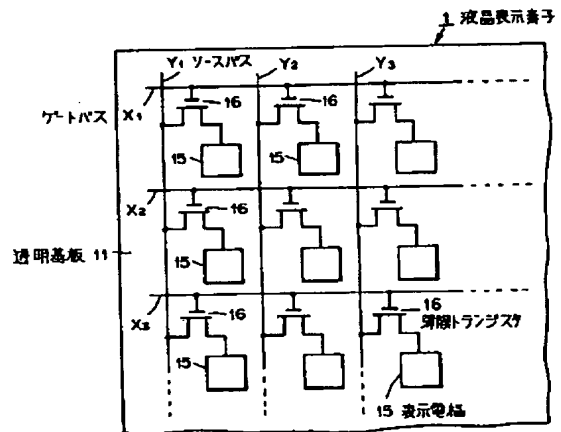 1 液晶表示素子
Y1 ソースバス Y2 Y3
ゲートバス X1
16 16
15 15
X2
16
透明基板 11
15
X3
16 16
薄膜トランジスタ
15
15 表示電極